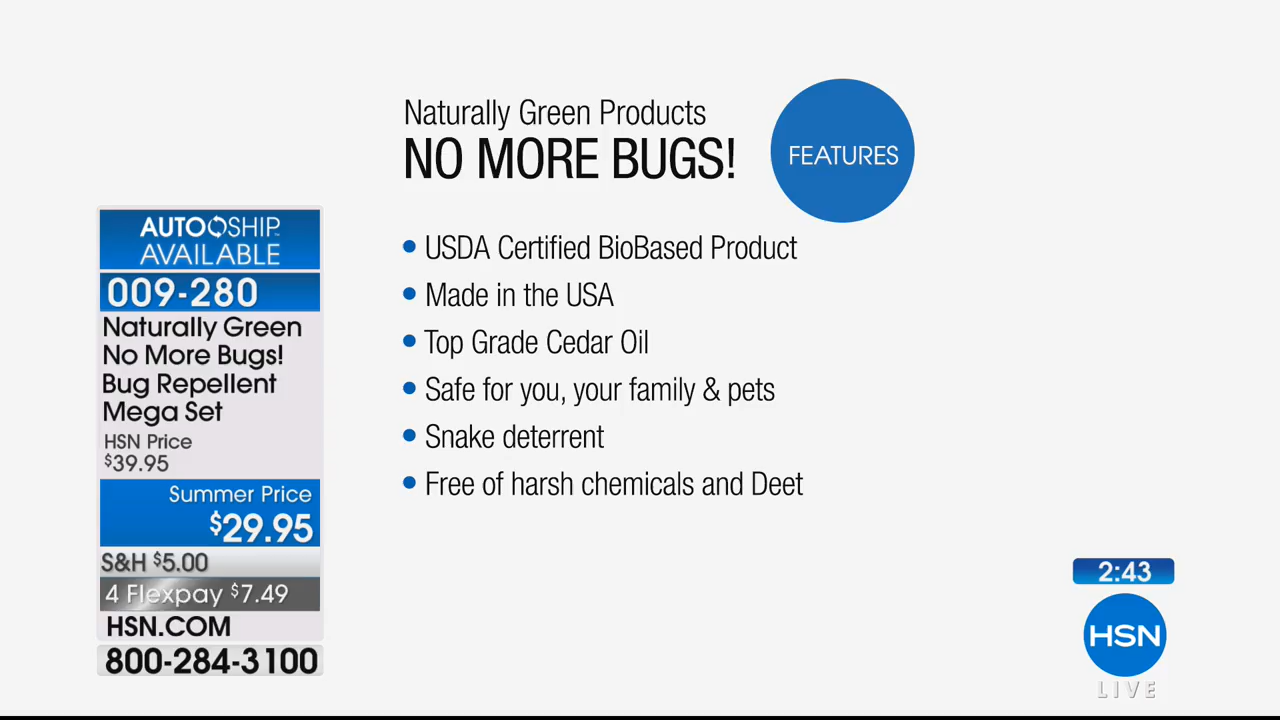 Naturally Green Products
NO MORE BUGS!
FEATURES
• USDA Certified BioBased Product
• Made in the USA
• Top Grade Cedar Oil
• Safe for you, your family & pets
• Snake deterrent
• Free of harsh chemicals and Deet
AUTO SHIP
AVAILABLE
009-280
Naturally Green
No More Bugs!
Bug Repellent
Mega Set
HSN Price
$39.95
Summer Price
$29.95
S&H $5.00
4 Flexpay $7.49
HSN.COM
800-284-3100
2:43
HSN
LIVE